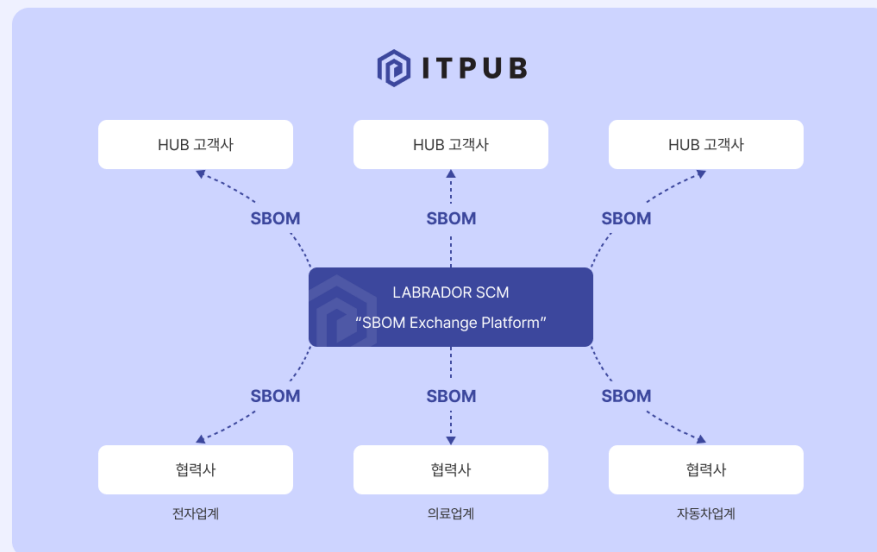 ITPUB
HUB 고객사
HUB 고객사
HUB 고객사
SBOM
SBOM
SBOM
LABRADOR SCM
“SBOM Exchange Platform”
SBOM
SBOM
SBOM
협력사
협력사
협력사
전자업계
의료업계
자동차업계